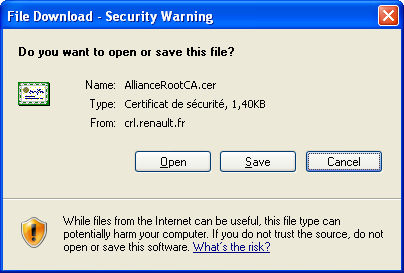 File Download - Security Warning
Do you want to open or save this file?
Name: AllianceRootCA.cer
Type: Certificat de sécurité, 1,40KB
From: crl.renault.fr
Open Save Cancel
While files from the Internet can be useful, this file type can
potentially harm your computer. If you do not trust the source, do not
open or save this software. What's the risk?